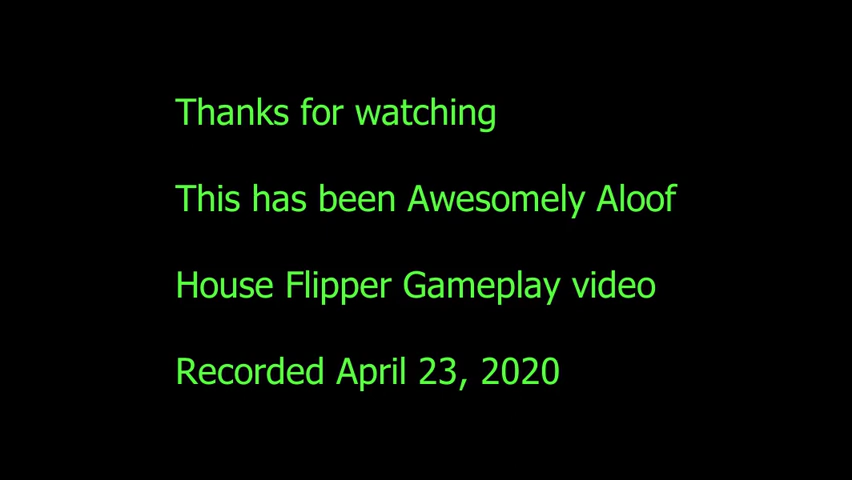 Thanks for watching
This has been Awesomely Aloof
House Flipper Gameplay video
Recorded April 23, 2020